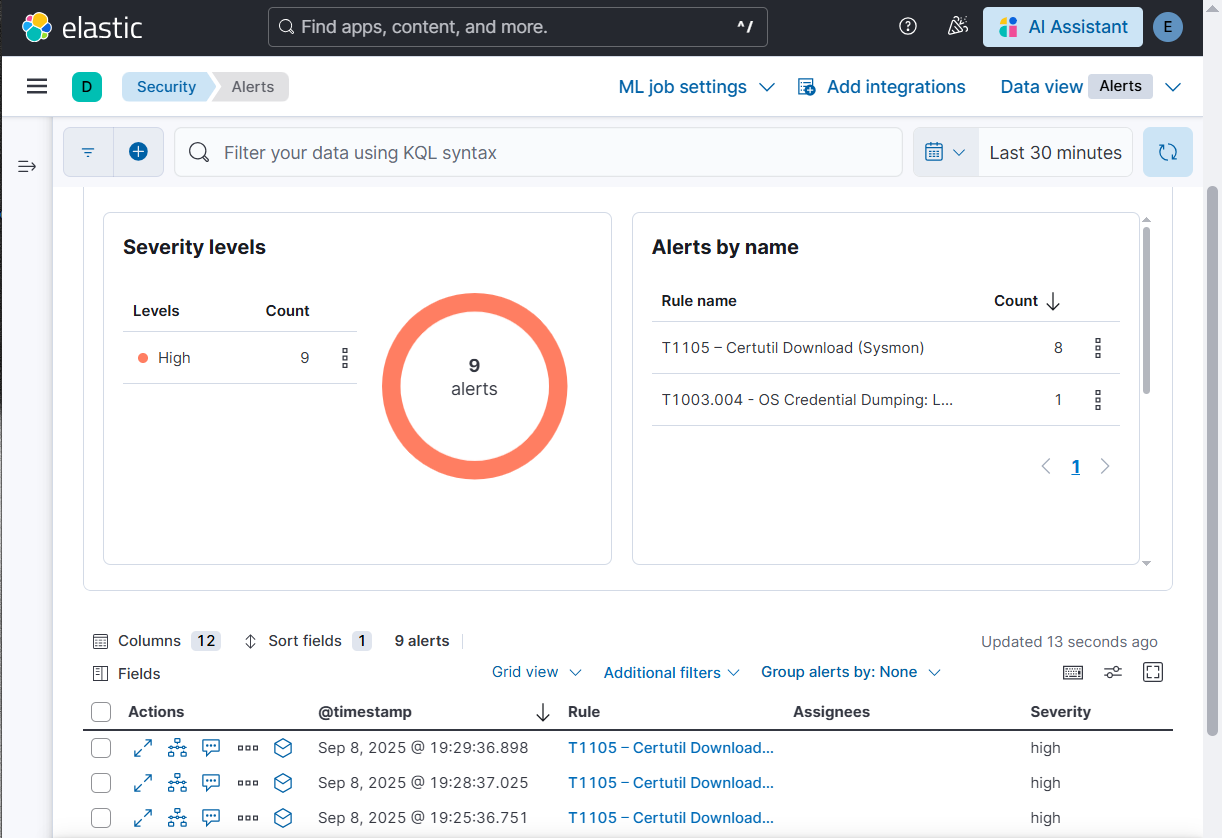 elastic Find apps, content, and more. ^/ AI Assistant E
D Security Alerts ML job settings Add integrations Data view Alerts
Filter your data using KQL syntax Last 30 minutes
Severity levels
Levels Count
High 9
9
alerts
Alerts by name
Rule name Count
T1105 – Certutil Download (Sysmon) 8
T1003.004 - OS Credential Dumping: L... 1
1
Columns 12 Sort fields 1 9 alerts Updated 13 seconds ago
Fields Grid view Additional filters Group alerts by: None
Actions @timestamp Rule Assignees Severity
Sep 8, 2025 @ 19:29:36.898 T1105 – Certutil Download... high
Sep 8, 2025 @ 19:28:37.025 T1105 – Certutil Download... high
Sep 8, 2025 @ 19:25:36.751 T1105 – Certutil Download... high